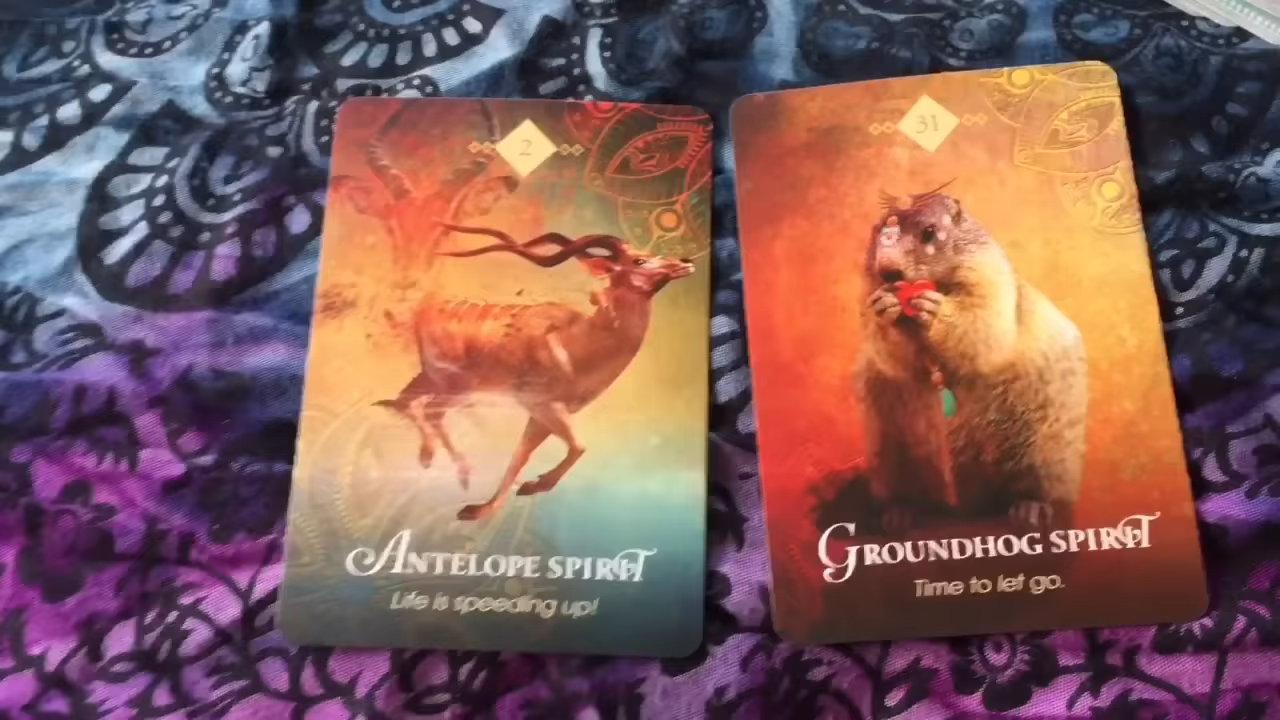 2
ANTELOPE SPIRIT
Life is speeding up!
31
GROUNDHOG SPIRIT
Time to let go.